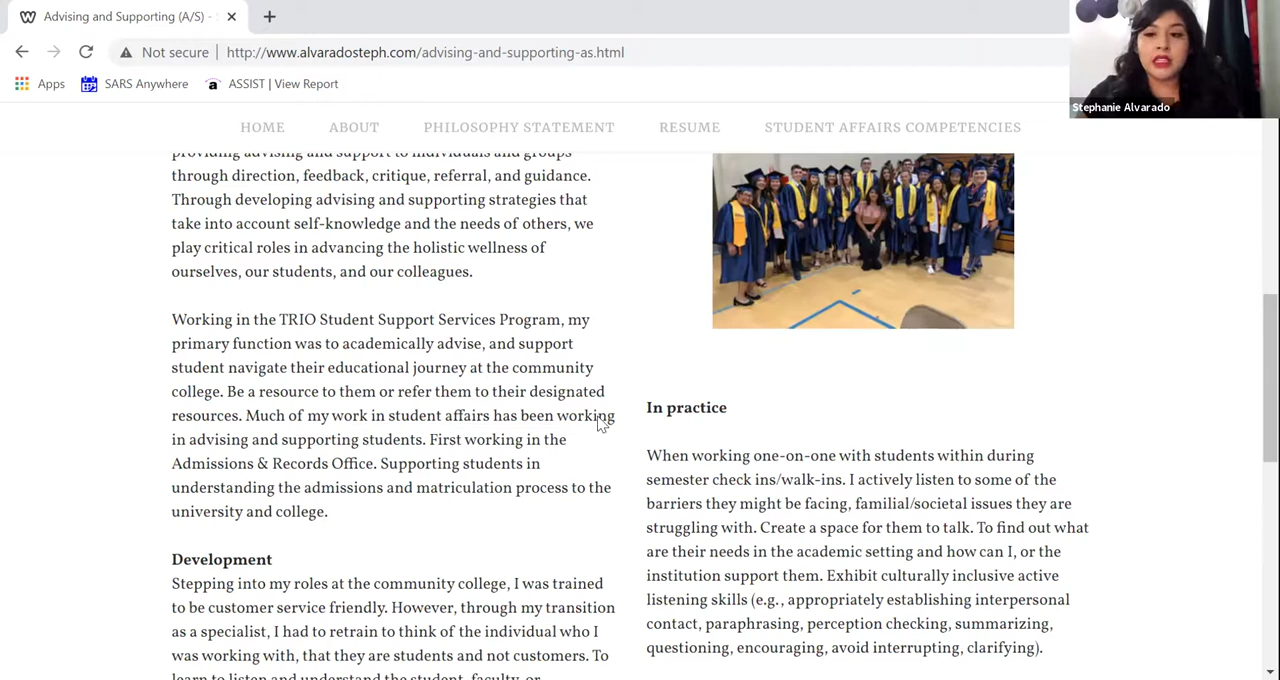 Advising and Supporting (A/S) -
Not secure http://www.alvaradosteph.com/advising-and-supporting-as.html
Apps SARS Anywhere ASSIST | View Report
Stephanie Alvarado
HOME ABOUT PHILOSOPHY STATEMENT RESUME STUDENT AFFAIRS COMPETENCIES
providing advising and support to individuals and groups
through direction, feedback, critique, referral, and guidance.
Through developing advising and supporting strategies that
take into account self-knowledge and the needs of others, we
play critical roles in advancing the holistic wellness of
ourselves, our students, and our colleagues.
Working in the TRIO Student Support Services Program, my
primary function was to academically advise, and support
student navigate their educational journey at the community
college. Be a resource to them or refer them to their designated
resources. Much of my work in student affairs has been working
in advising and supporting students. First working in the
Admissions & Records Office. Supporting students in
understanding the admissions and matriculation process to the
university and college.
Development
Stepping into my roles at the community college, I was trained
to be customer service friendly. However, through my transition
as a specialist, I had to retrain to think of the individual who I
was working with, that they are students and not customers. To
learn to listen and understand the student, faculty, or
In practice
When working one-on-one with students within during
semester check ins/walk-ins. I actively listen to some of the
barriers they might be facing, familial/societal issues they are
struggling with. Create a space for them to talk. To find out what
are their needs in the academic setting and how can I, or the
institution support them. Exhibit culturally inclusive active
listening skills (e.g., appropriately establishing interpersonal
contact, paraphrasing, perception checking, summarizing,
questioning, encouraging, avoid interrupting, clarifying).